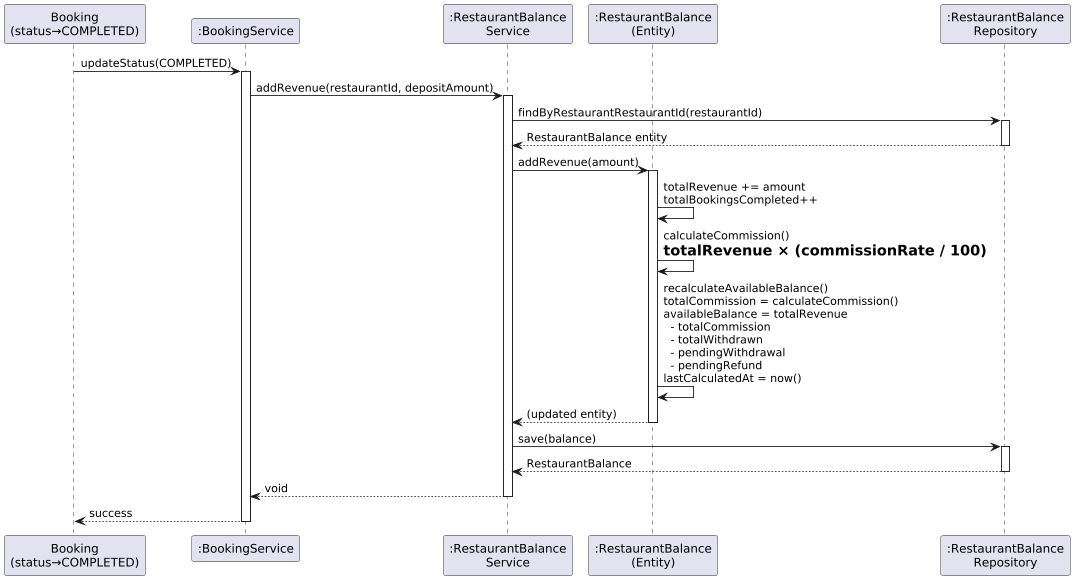 Booking
(status→COMPLETED)
:BookingService
:RestaurantBalance
Service
:RestaurantBalance
(Entity)
:RestaurantBalance
Repository
updateStatus(COMPLETED)
addRevenue(restaurantId, depositAmount)
findByRestaurantRestaurantId(restaurantId)
RestaurantBalance entity
addRevenue(amount)
totalRevenue += amount
totalBookingsCompleted++
calculateCommission()
totalRevenue × (commissionRate / 100)
recalculateAvailableBalance()
totalCommission = calculateCommission()
availableBalance = totalRevenue
- totalCommission
- totalWithdrawn
- pendingWithdrawal
- pendingRefund
lastCalculatedAt = now()
(updated entity)
save(balance)
RestaurantBalance
void
success
Booking
(status→COMPLETED)
:BookingService
:RestaurantBalance
Service
:RestaurantBalance
(Entity)
:RestaurantBalance
Repository